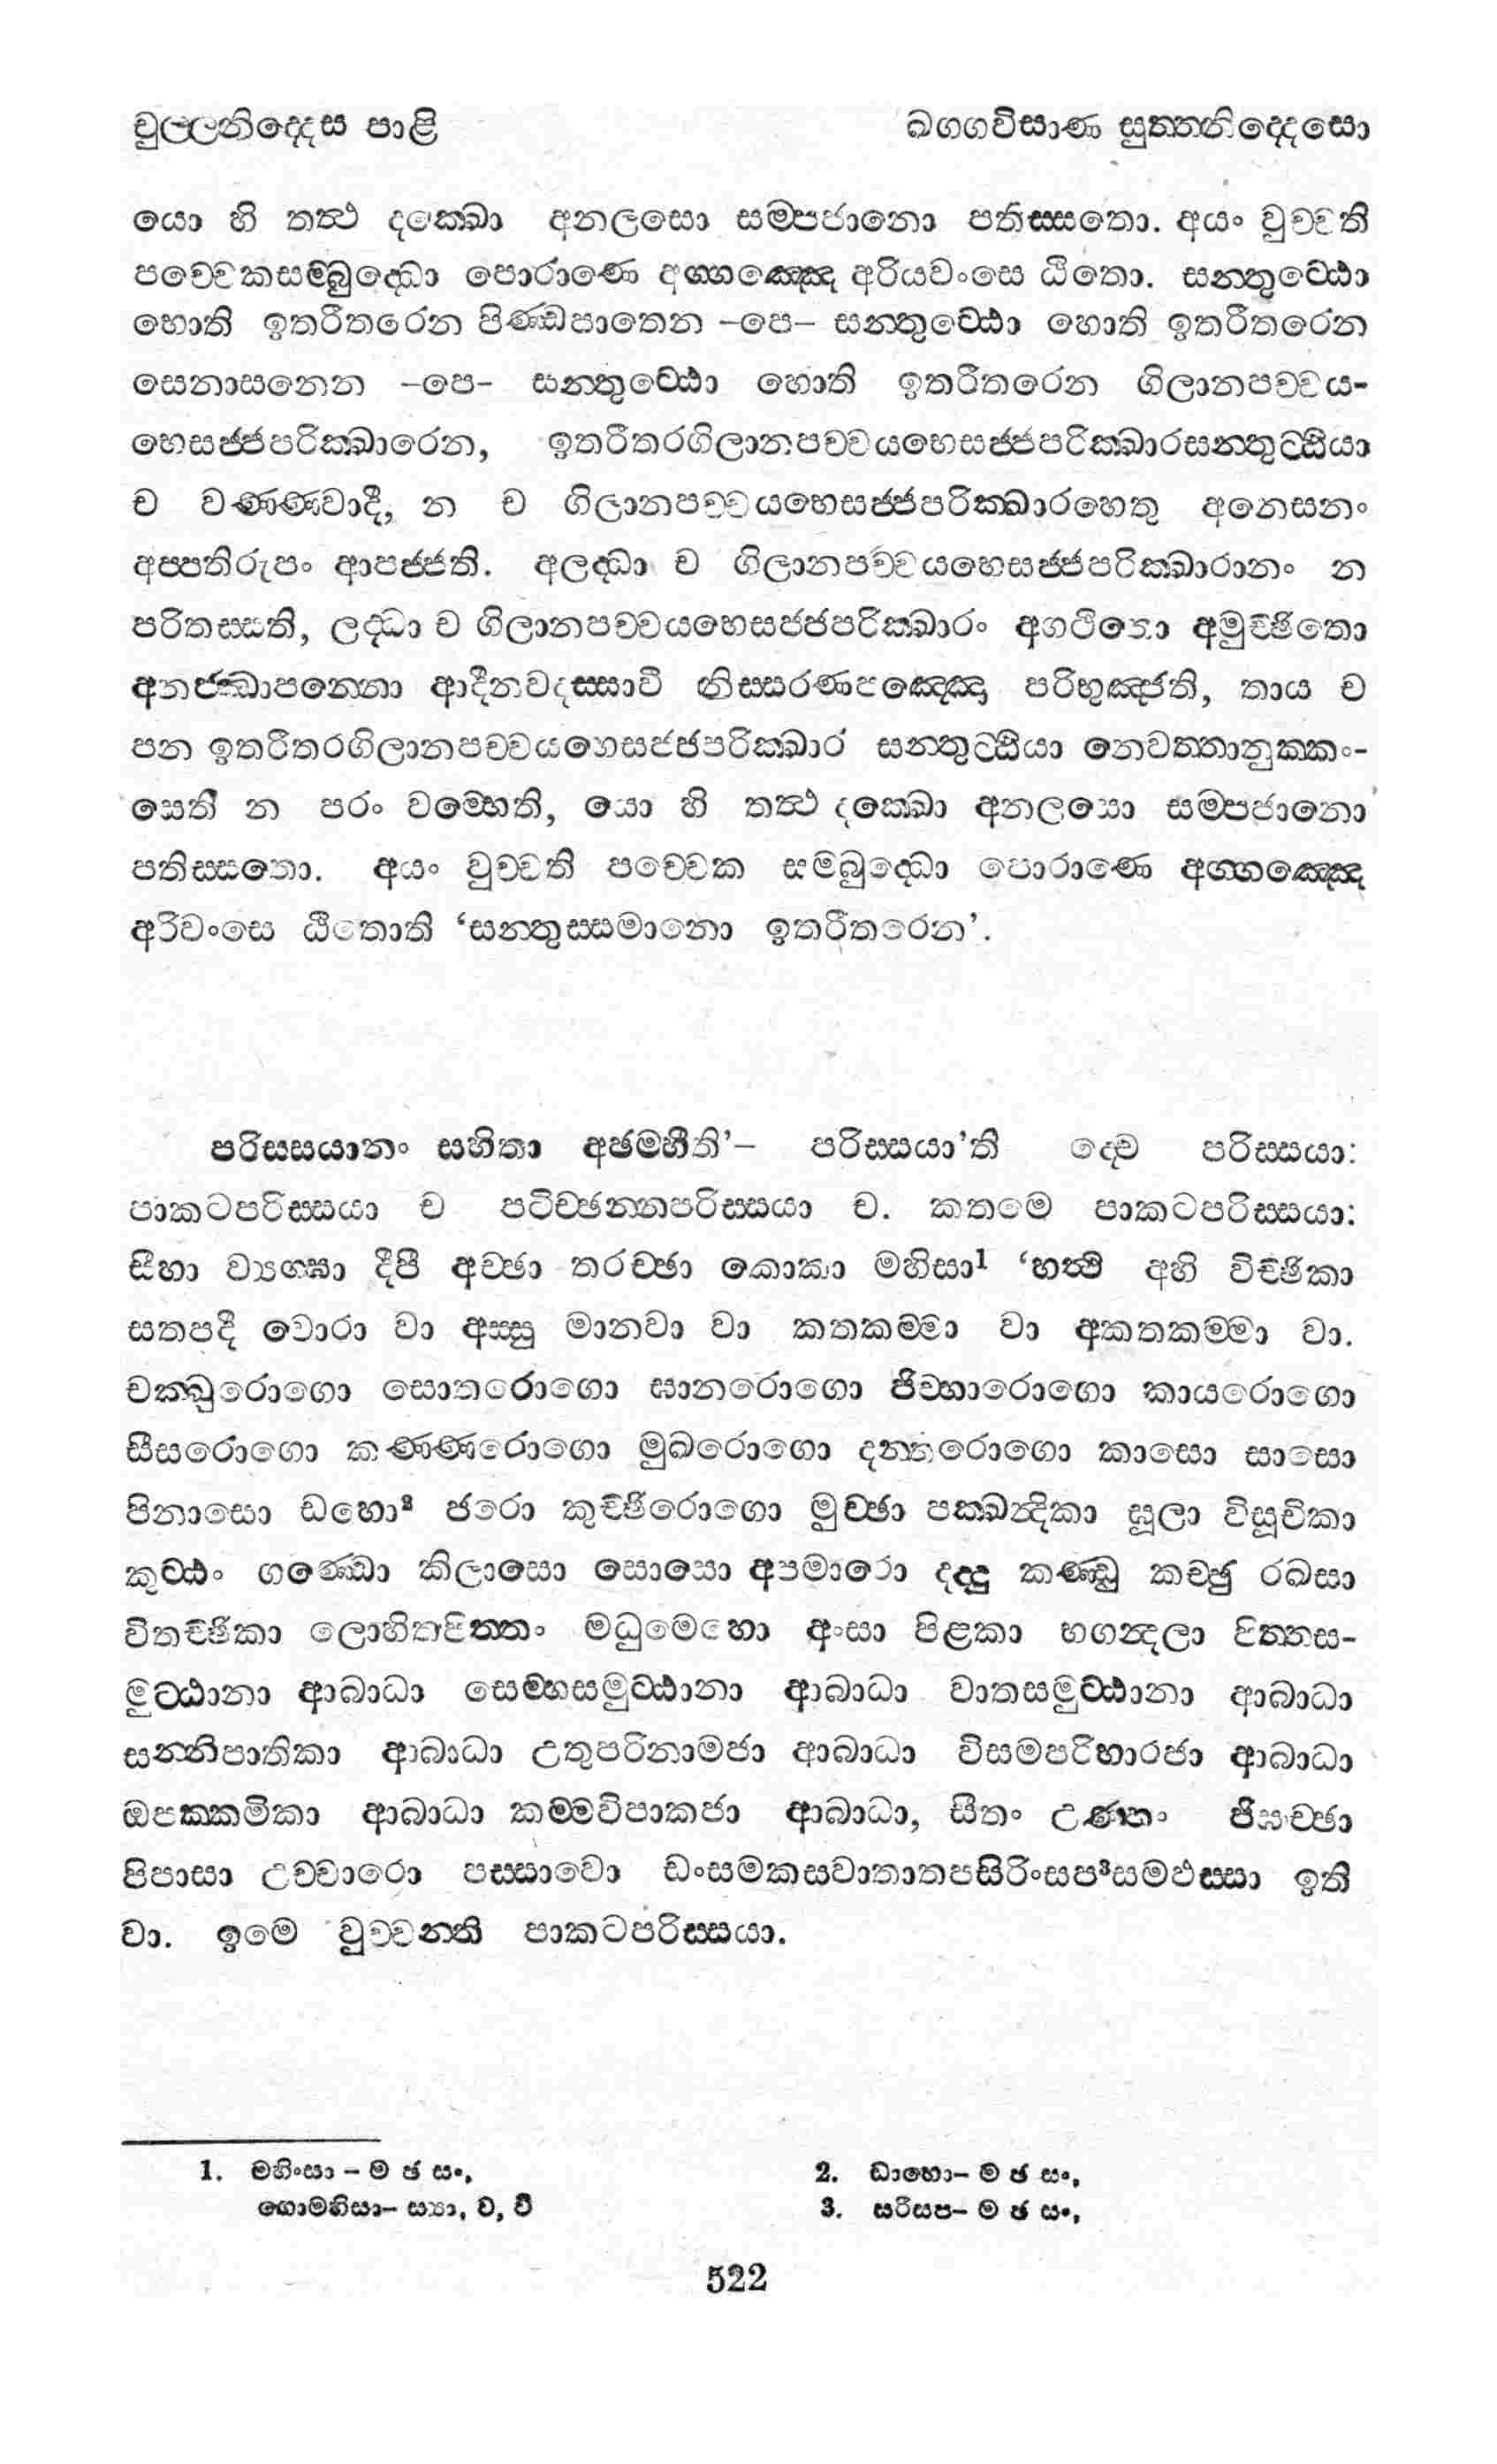 චුල්ලනිද්දෙස පාළි
ඛග්ගවිසාණ සුත්තනිද්දෙසො
යො හි තත්ථ දක්ඛො අනලසො සම්පජානො පතිස්සතො. අයං වුච්චති
පච්චෙකසම්බුද්ධො පොරාණෙ අග්ගඤ්ඤෙ අරියවංසෙ ඨිතො. සන්තුට්ඨො
හොති ඉතරීතරෙන පිණ්ඩපාතෙන –පෙ– සන්තුට්ඨො හොති ඉතරීතරෙන
සෙනාසනෙන –පෙ– සන්තුට්ඨො හොති ඉතරීතරෙන ගිලානපච්චය-
භෙසජ්ජපරික්ඛාරෙන, ඉතරීතරගිලානපච්චයභෙසජ්ජපරික්ඛාරසන්තුට්ඨියා
ච වණ්ණවාදී, න ච ගිලානපච්චයභෙසජ්ජපරික්ඛාරහෙතු අනෙසනං
අප්පතිරූපං ආපජ්ජති. අලද්ධා ච ගිලානපච්චයභෙසජ්ජපරික්ඛාරානං න
පරිතස්සති, ලද්ධා ච ගිලානපච්චයභෙසජ්ජපරික්ඛාරං අගථිතො අමුච්ඡිතො
අනජ්ඣාපන්නො ආදීනවදස්සාවී නිස්සරණපඤ්ඤො පරිභුඤ්ජති, තාය ච
පන ඉතරීතරගිලානපච්චයභෙසජ්ජපරික්ඛාර සන්තුට්ඨියා නෙවත්තානුක්කං-
සෙති න පරං වම්භෙති, යො හි තත්ථ දක්ඛො අනලසො සම්පජානො
පතිස්සතො. අයං වුච්චති පච්චෙක සම්බුද්ධො පොරාණෙ අග්ගඤ්ඤෙ
අරිවංසෙ ඨිතොති ‘සන්තුස්සමානො ඉතරීතරෙන’.
පරිස්සයානං සහිතා අඡම්භීති’– පරිස්සයා’ති ද්වෙ පරිස්සයා:
පාකටපරිස්සයා ච පටිච්ඡන්නපරිස්සයා ච. කතමෙ පාකටපරිස්සයා:
සීහා ව්‍යග්ඝා දීපී අච්ඡා තරච්ඡා කොකා මහිසා1 ‘හත්ථි අහි විච්ඡිකා
සතපදී චොරා වා අස්සු මානවා වා කතකම්මා වා අකතකම්මා වා.
චක්ඛුරොගො සොතරොගො ඝානරොගො ජිව්හාරොගො කායරොගො
සීසරොගො කණ්ණරොගො මුඛරොගො දන්තරොගො කාසො සාසො
පිනාසො ඩහො2 ජරො කුච්ඡිරොගො මුච්ඡා පක්ඛන්දිකා සූලා විසූචිකා
කුට්ඨං ගණ්ඩො කිලාසො සොසො අපමාරො දද්දු කණ්ඩු කච්ඡු රඛසා
විතච්ඡිකා ලොහිතපිත්තං මධුමෙහො අංසා පිළකා භගන්දලා පිත්තස-
මුට්ඨානා ආබාධා සෙම්හසමුට්ඨානා ආබාධා වාතසමුට්ඨානා ආබාධා
සන්නිපාතිකා ආබාධා උතුපරිනාමජා ආබාධා විසමපරිහාරජා ආබාධා
ඔපක්කමිකා ආබාධා කම්මවිපාකජා ආබාධා, සීතං උණ්හං ජිඝච්ඡා
පිපාසා උච්චාරො පස්සාවො ඩංසමකසවාතාතපසිරිංසප3සම්ඵස්සා ඉති
වා. ඉමෙ වුච්චන්ති පාකටපරිස්සයා.
1. මහිංසා – ම ඡ සං,
ගොමහිසා– ස්‍යා, ව, වි
2. ඩාහො– ම ඡ සං,
3. සරීසප– ම ඡ සං,
522